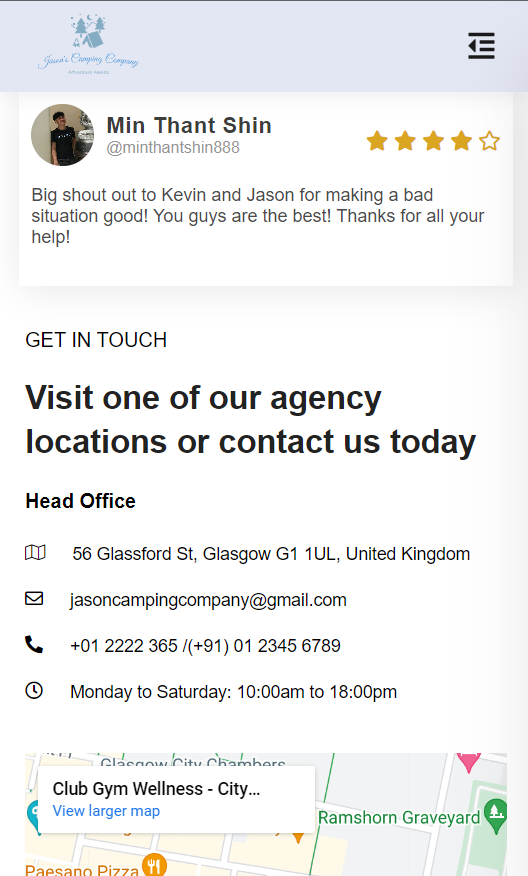 Jason's Camping Company
Adventure Awaits
Min Thant Shin
@minthantshin888
Big shout out to Kevin and Jason for making a bad
situation good! You guys are the best! Thanks for all your
help!
GET IN TOUCH
Visit one of our agency
locations or contact us today
Head Office
56 Glassford St, Glasgow G1 1UL, United Kingdom
jasoncampingcompany@gmail.com
+01 2222 365 /(+91) 01 2345 6789
Monday to Saturday: 10:00am to 18:00pm
Glasgow City Chambers
Club Gym Wellness - City...
View larger map
Ramshorn Graveyard
Paesano Pizza